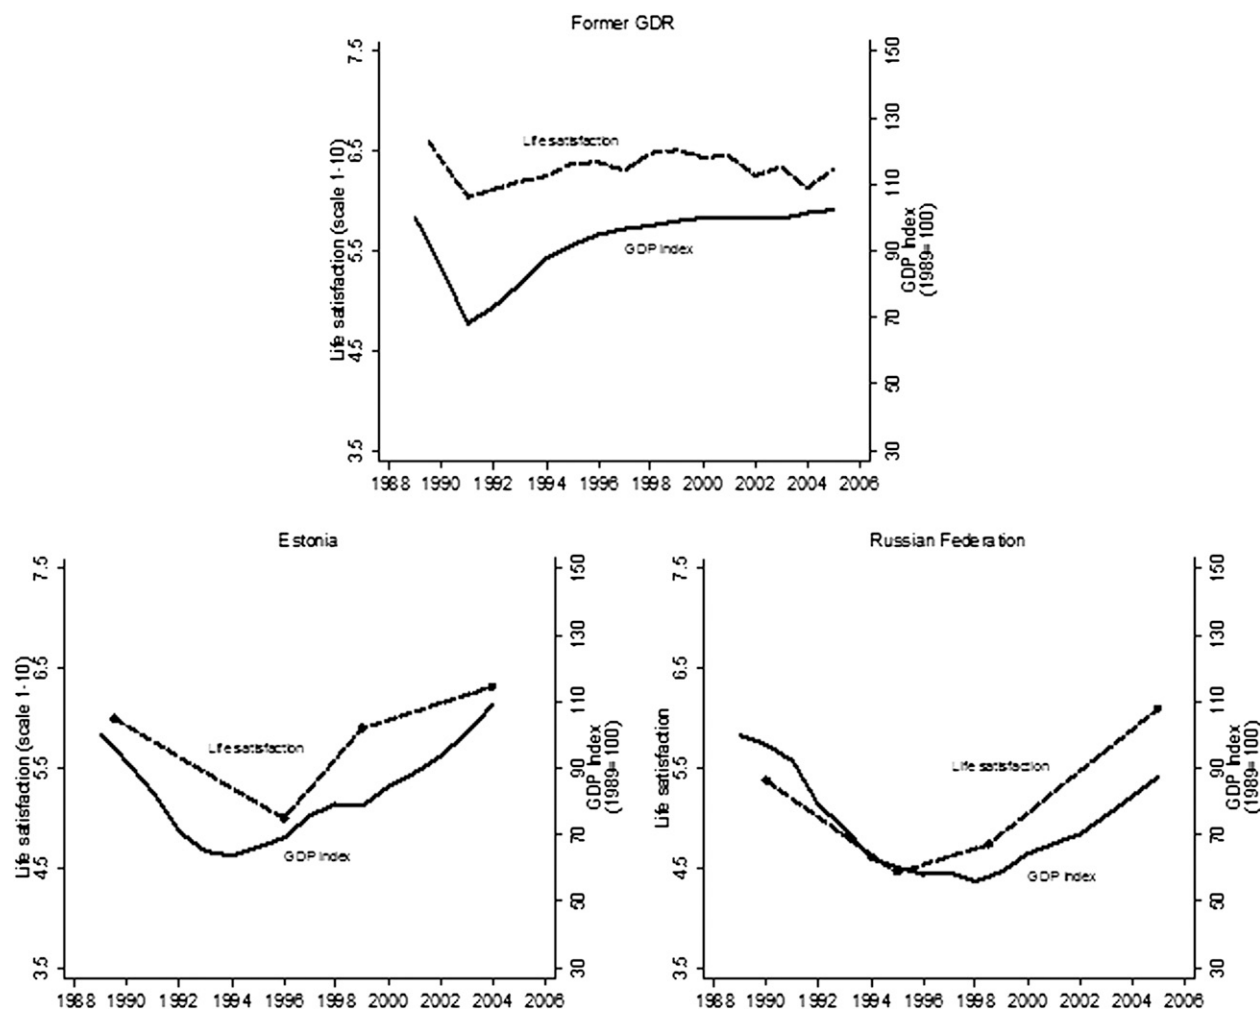 Former GDR
7.5
6.5
5.5
4.5
3.5
Life satisfaction (scale 1-10)
Life satisfaction
GDP Index
150
130
110
90
70
50
30
GDP Index
(1989=100)
1988 1990 1992 1994 1996 1998 2000 2002 2004 2006
Estonia
7.5
6.5
5.5
4.5
3.5
Life satisfaction (scale 1-10)
Life satisfaction
GDP Index
150
130
110
90
70
50
30
GDP Index
(1989=100)
1988 1990 1992 1994 1996 1998 2000 2002 2004 2006
Russian Federation
7.5
6.5
5.5
4.5
3.5
Life satisfaction
Life satisfaction
GDP Index
150
130
110
90
70
50
30
GDP Index
(1989=100)
1988 1990 1992 1994 1996 1998 2000 2002 2004 2006